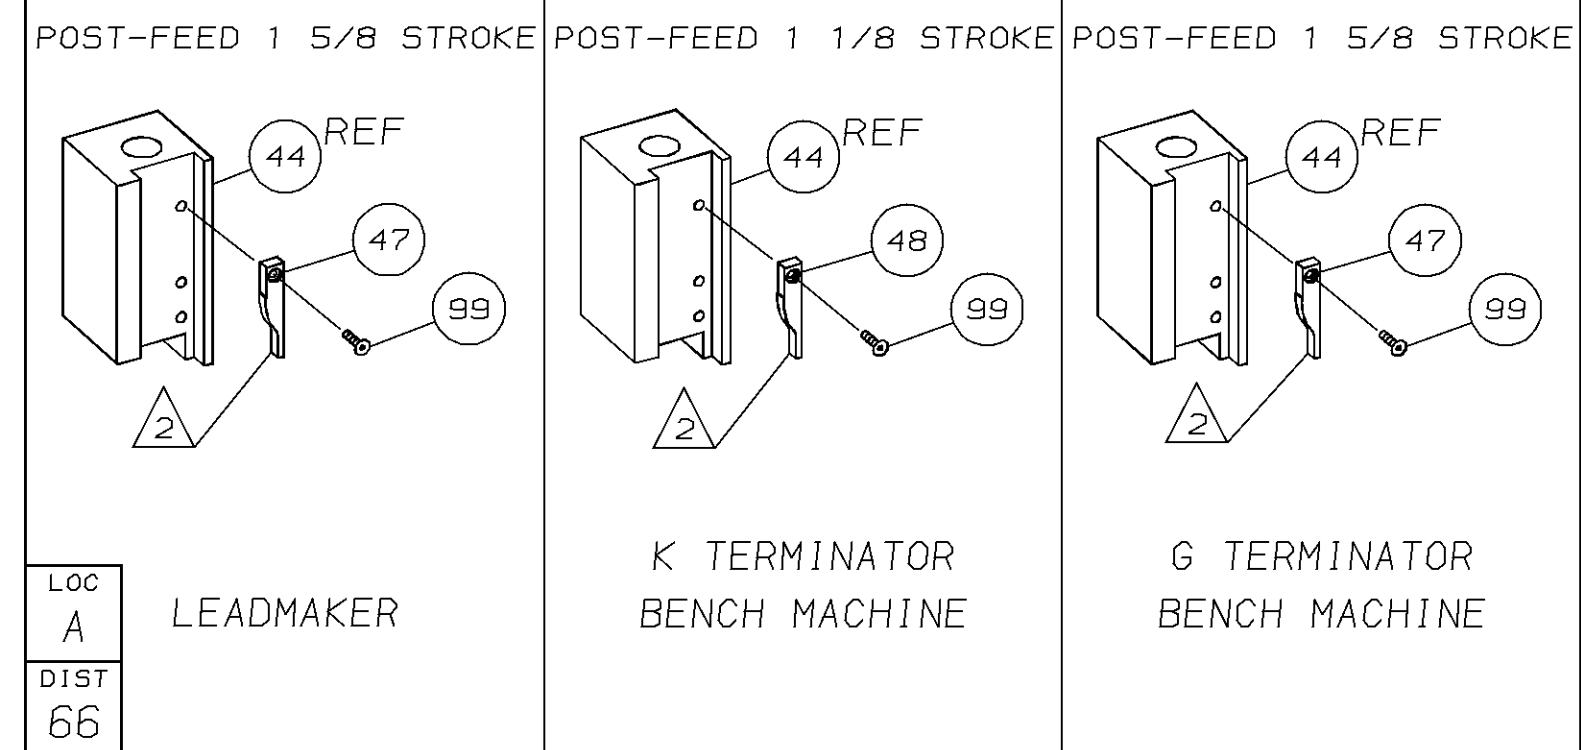 POST-FEED 1 5/8 STROKE
REF
44
47
99
2
LEADMAKER
LOC
A
DIST
66
POST-FEED 1 1/8 STROKE
REF
44
48
99
2
K TERMINATOR
BENCH MACHINE
POST-FEED 1 5/8 STROKE
REF
44
47
99
2
G TERMINATOR
BENCH MACHINE